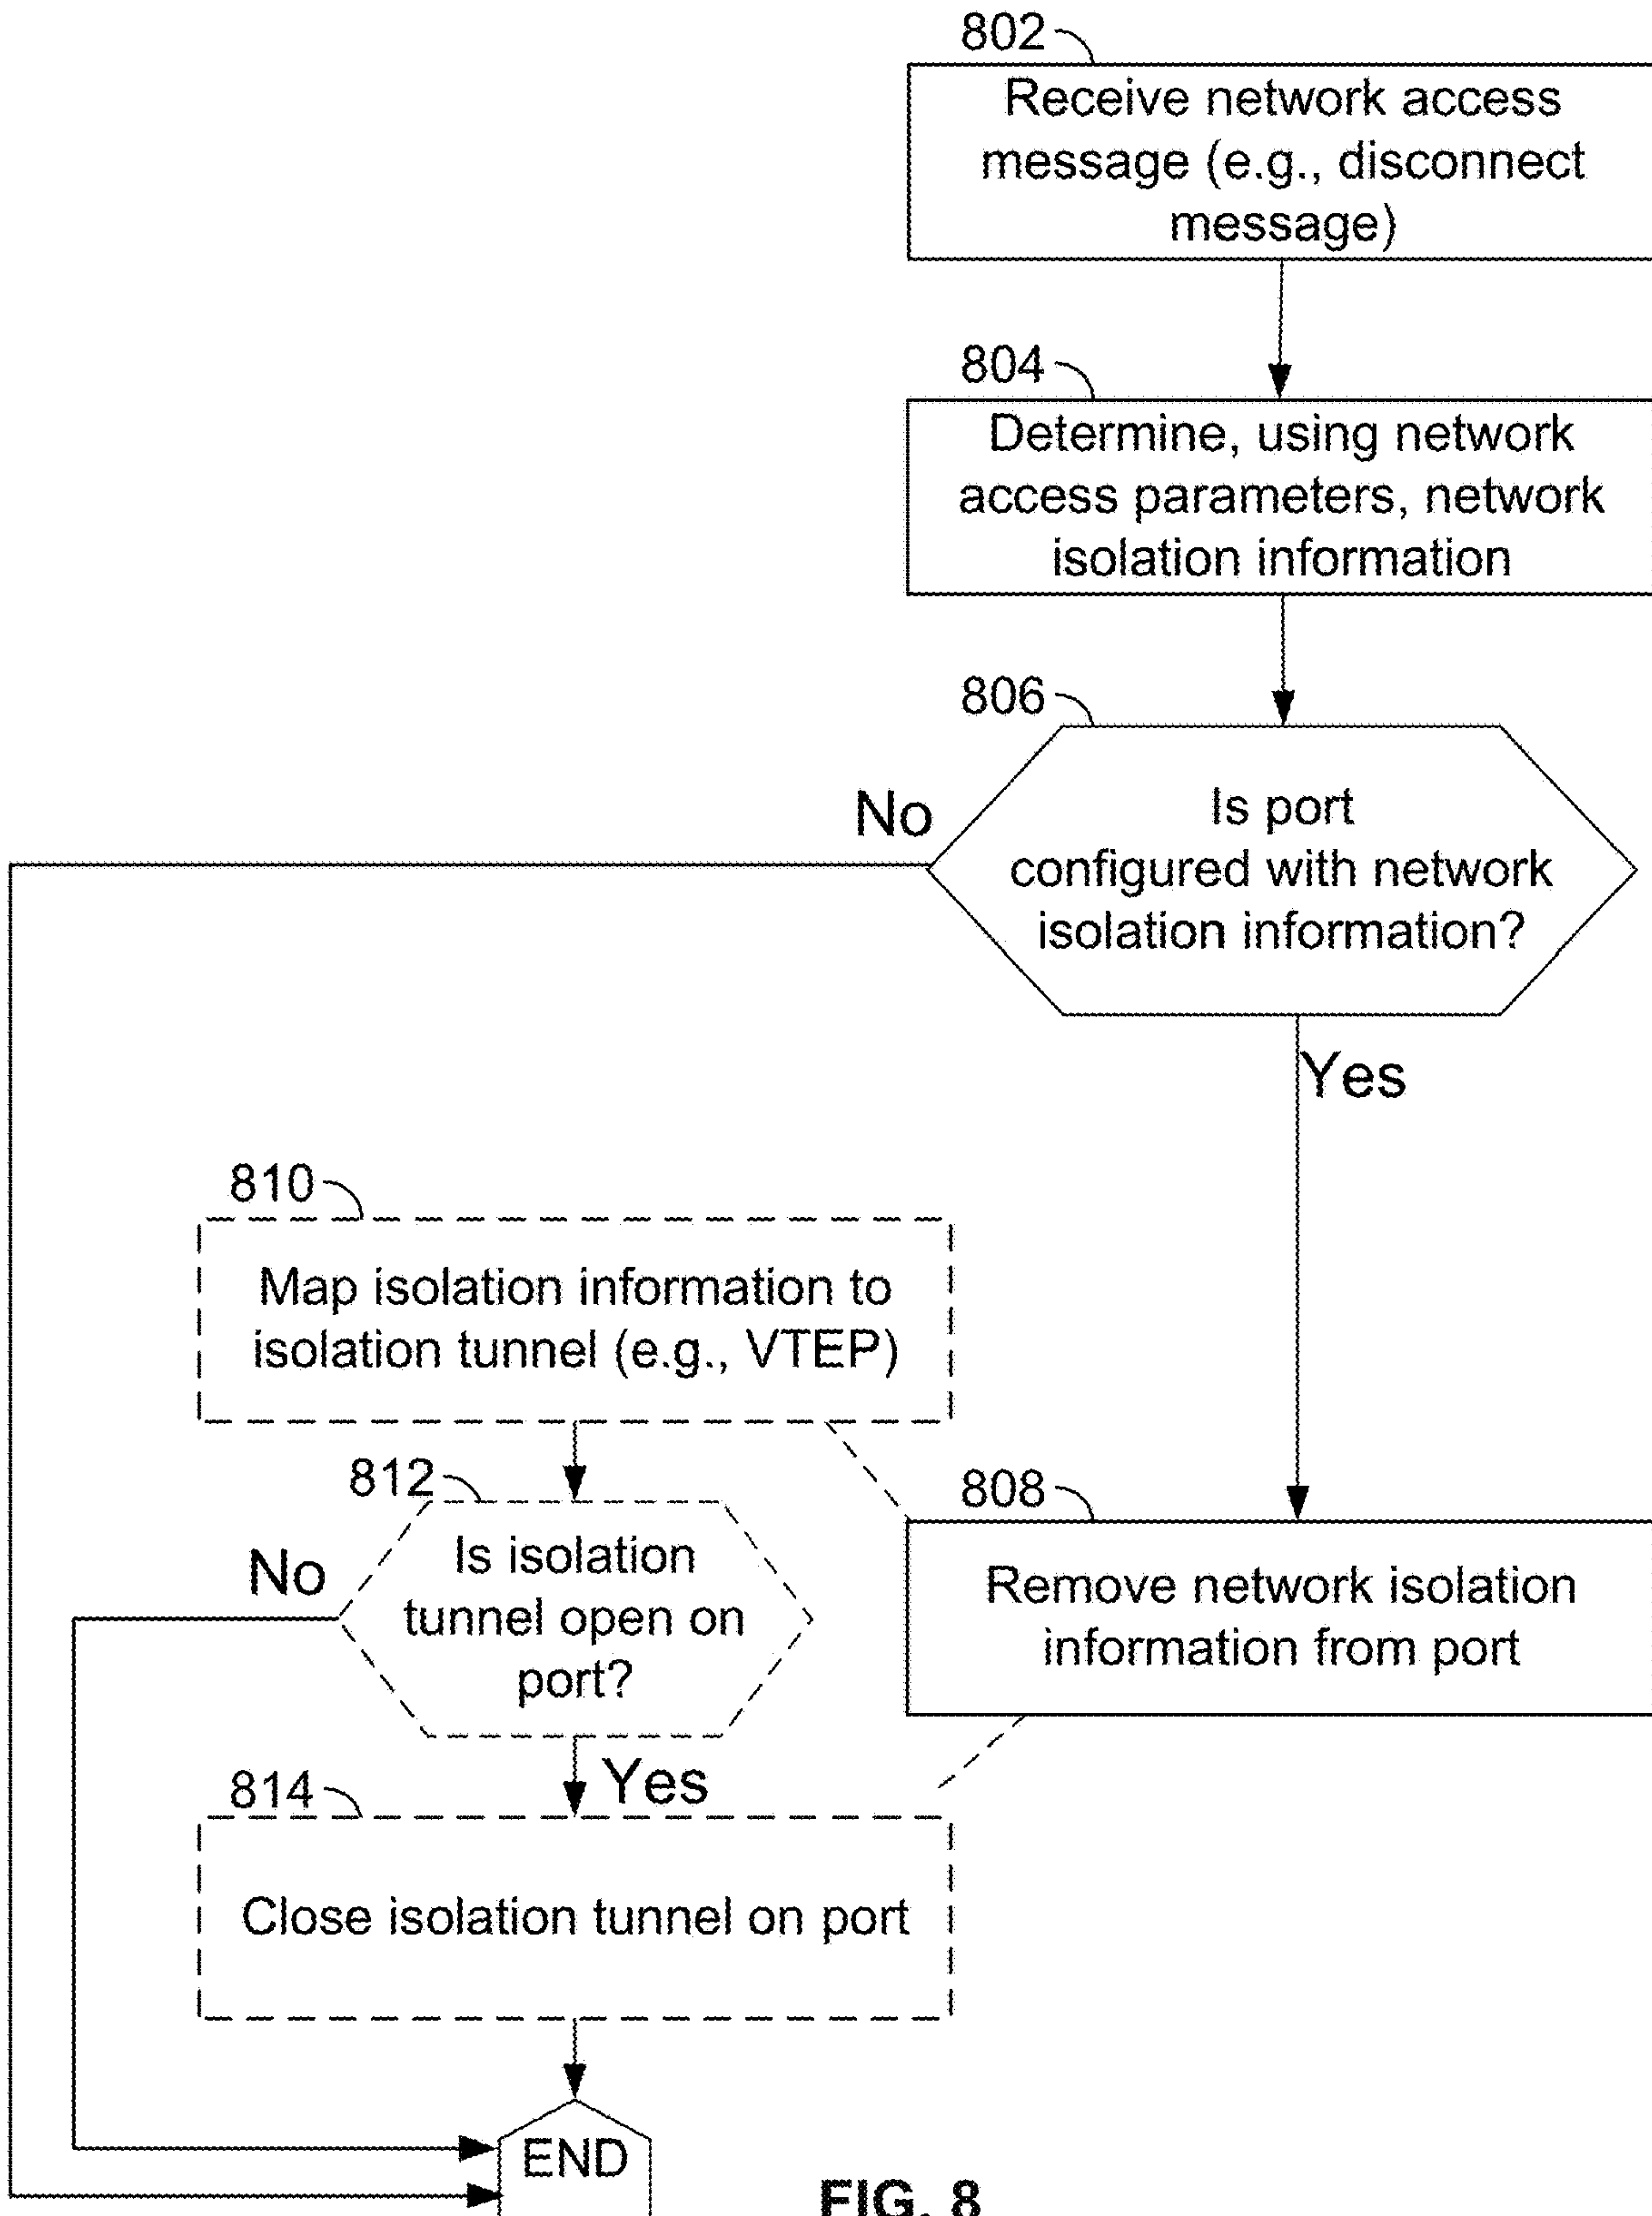 802
Receive network access
message (e.g., disconnect
message)
804
Determine, using network
access parameters, network
isolation information
806
Is port
configured with network
isolation information?
No
Yes
810
Map isolation information to
isolation tunnel (e.g., VTEP)
812
Is isolation
tunnel open on
port?
No
Yes
808
Remove network isolation
information from port
814
Close isolation tunnel on port
END
FIG. 8